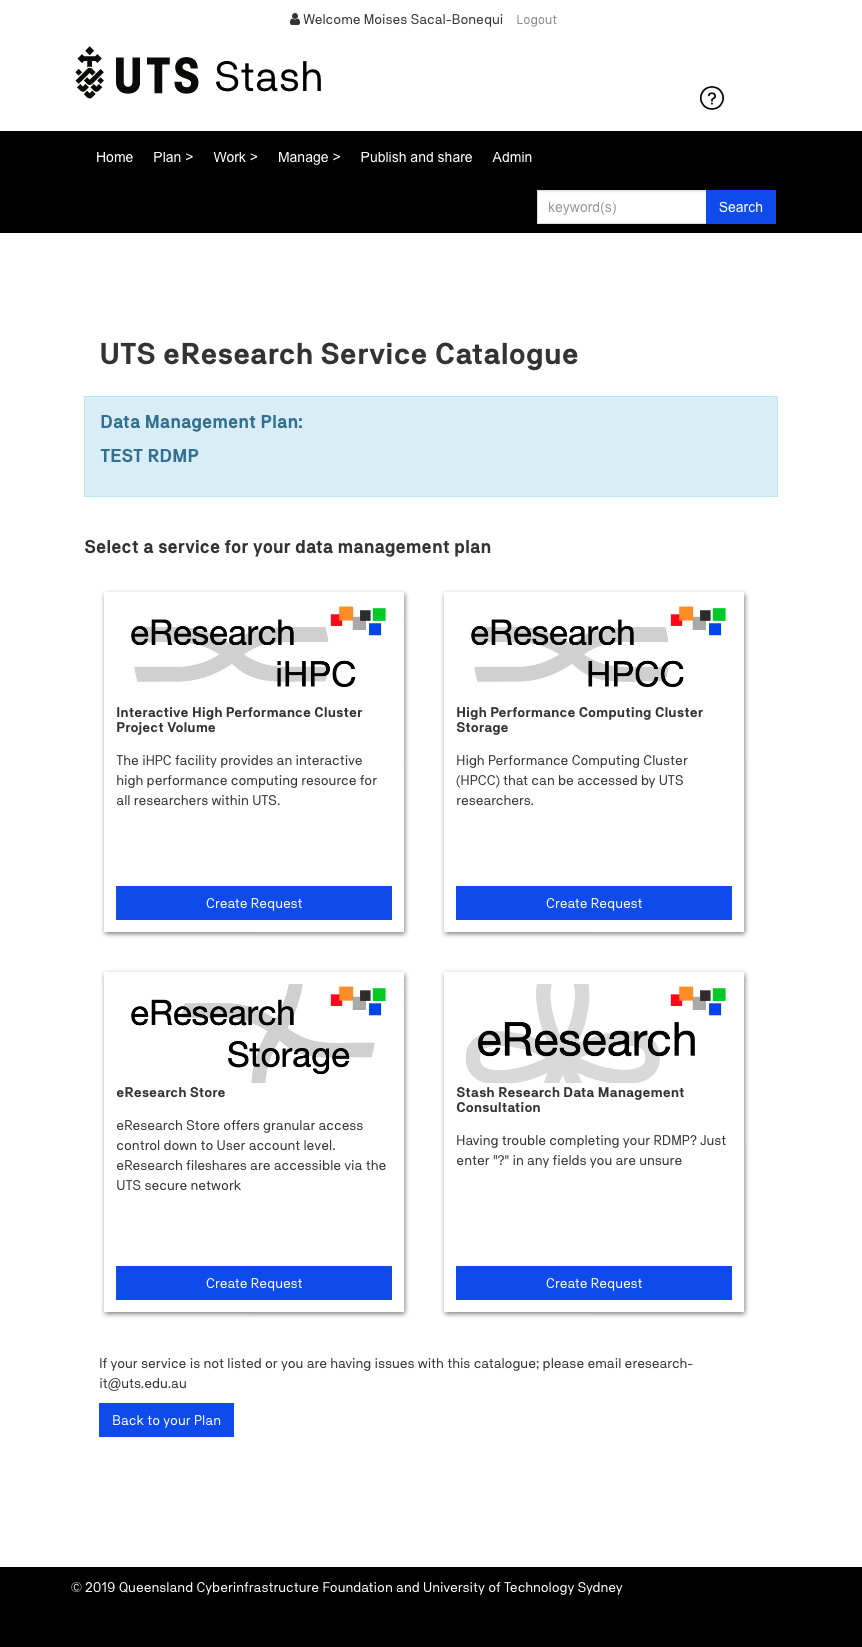 Welcome Moises Sacal-Bonequi Logout
UTS Stash
?
Home Plan > Work > Manage > Publish and share Admin
keyword(s) Search
UTS eResearch Service Catalogue
Data Management Plan:
TEST RDMP
Select a service for your data management plan
eResearch
iHPC
Interactive High Performance Cluster
Project Volume
The iHPC facility provides an interactive
high performance computing resource for
all researchers within UTS.
Create Request
eResearch
HPCC
High Performance Computing Cluster
Storage
High Performance Computing Cluster
(HPCC) that can be accessed by UTS
researchers.
Create Request
eResearch
Storage
eResearch Store
eResearch Store offers granular access
control down to User account level.
eResearch fileshares are accessible via the
UTS secure network
Create Request
eResearch
Stash Research Data Management
Consultation
Having trouble completing your RDMP? Just
enter "?" in any fields you are unsure
Create Request
If your service is not listed or you are having issues with this catalogue; please email eresearch-
it@uts.edu.au
Back to your Plan
© 2019 Queensland Cyberinfrastructure Foundation and University of Technology Sydney